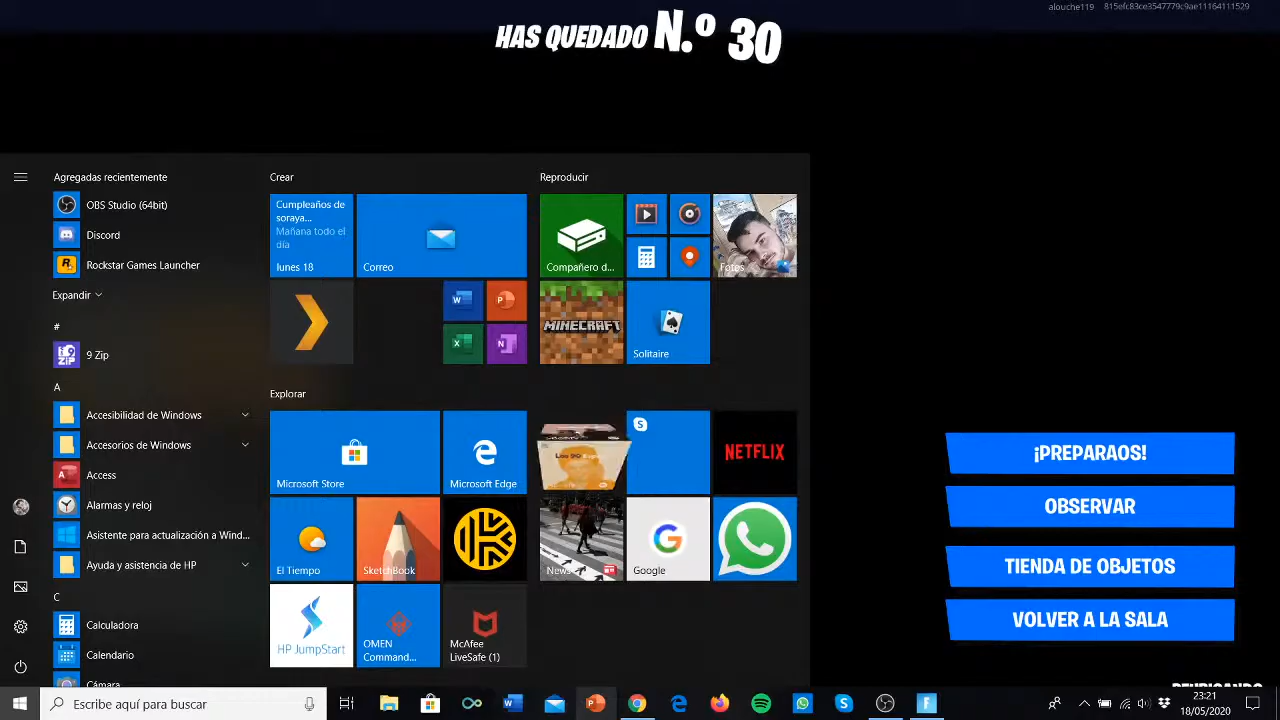 alouche119 815efc83ce3547779c9ae11164111529
HAS QUEDADO N.º 30
Agregadas recientemente
OBS Studio (64bit)
Discord
Rockstar Games Launcher
Expandir
#
9 Zip
A
Accesibilidad de Windows
Accesorios de Windows
Access
Alarmas y reloj
Asistente para actualización a Wind...
Ayuda y asistencia de HP
C
Calculadora
Calendario
Cámara
Crear
Cumpleaños de
soraya...
Mañana todo el
día
lunes 18
Correo
Explorar
Microsoft Store
Microsoft Edge
El Tiempo
SketchBook
HP JumpStart
OMEN
Command...
McAfee
LiveSafe (1)
Reproducir
Compañero d...
Fotos
MINECRAFT
Solitaire
NETFLIX
News
Google
¡PREPARAOS!
OBSERVAR
TIENDA DE OBJETOS
VOLVER A LA SALA
Escribe aquí para buscar
23:21
18/05/2020